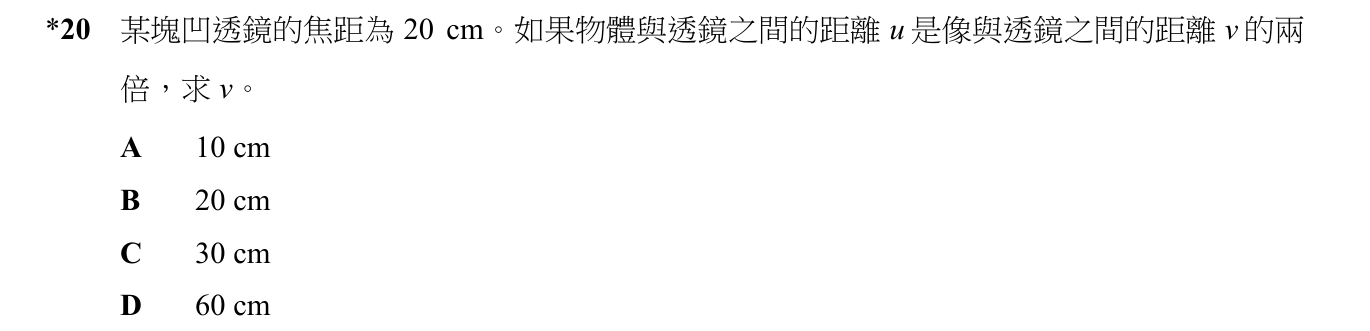 *20 某塊凹透鏡的焦距為 20 cm。如果物體與透鏡之間的距離 u 是像與透鏡之間的距離 v 的兩
倍，求 v。
A 10 cm
B 20 cm
C 30 cm
D 60 cm